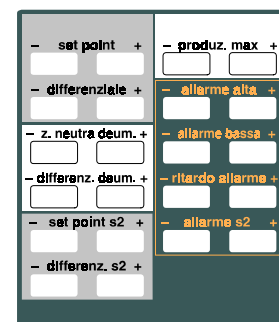 - set point +
- produz. max +
- differenziale +
- allarme alta +
- z. neutra deum. +
- allarme bassa +
- differenz. deum. +
- ritardo allarme +
- set point s2 +
- allarme s2 +
- differenz. s2 +